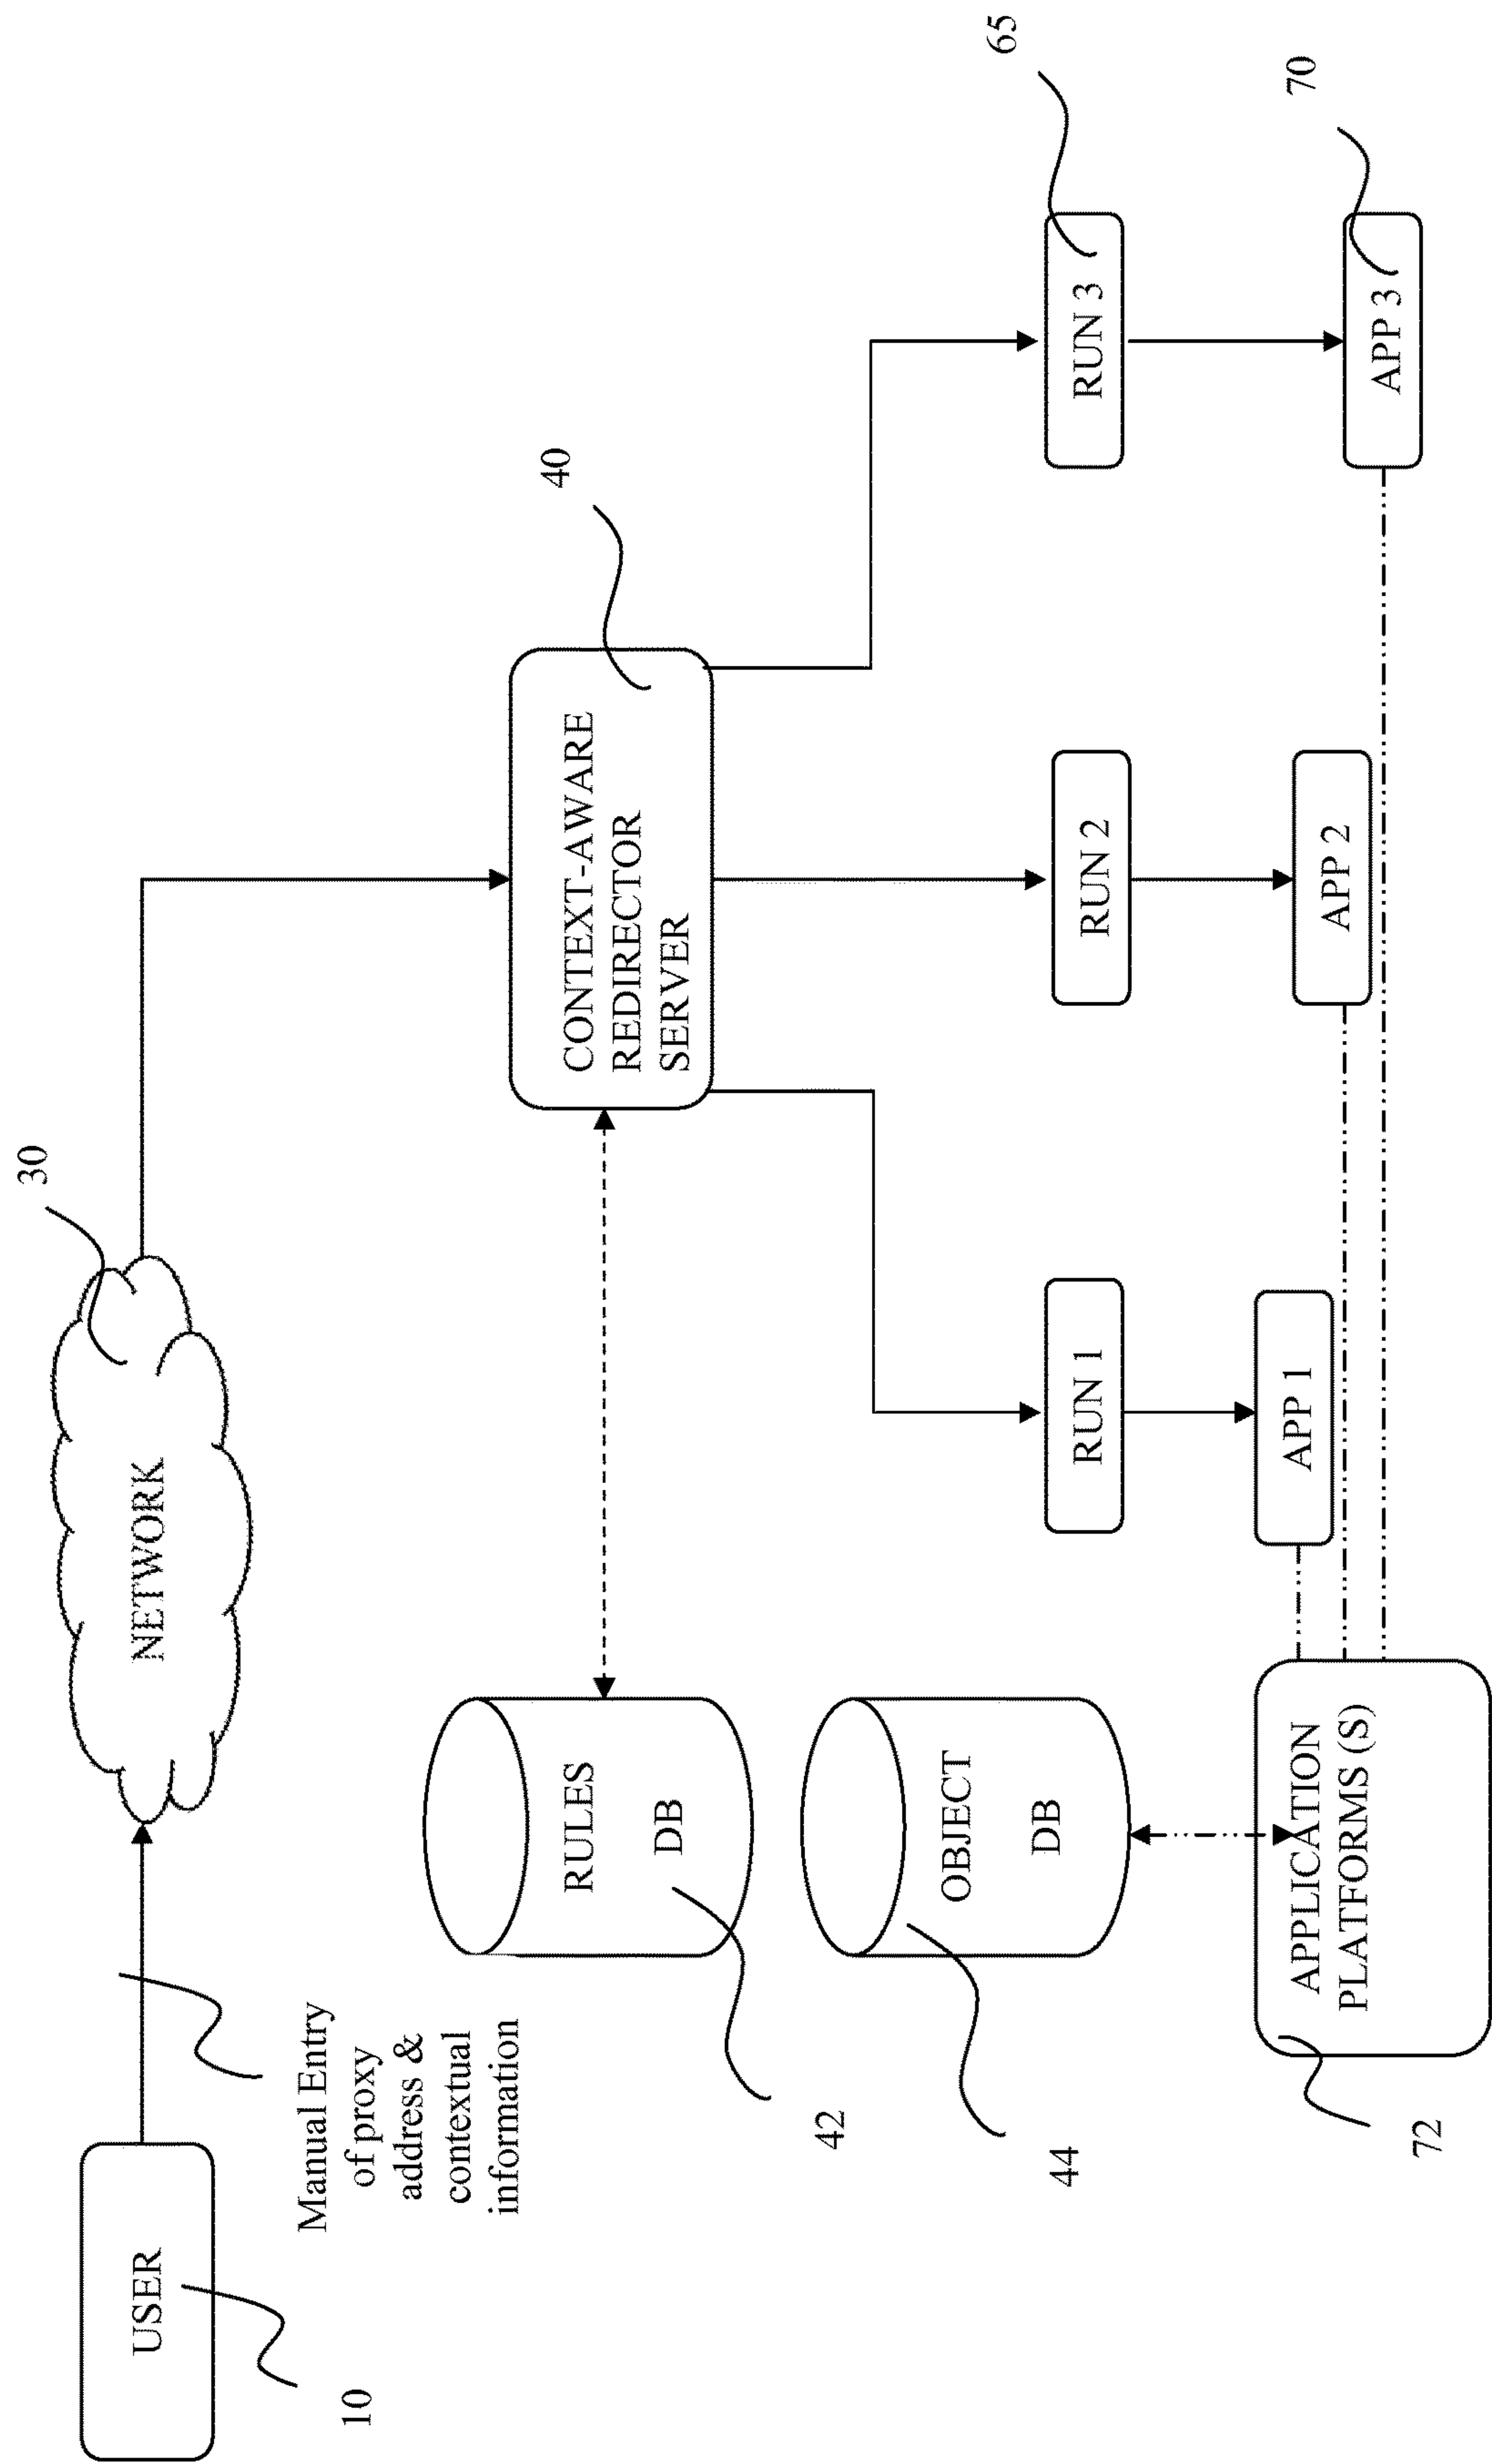 USER
10
Manual Entry
of proxy
address &
contextual
information
NETWORK
30
RULES
DB
42
CONTEXT-AWARE
REDIRECTOR
SERVER
40
OBJECT
DB
44
RUN 1
RUN 2
RUN 3
65
APPLICATION
PLATFORMS (S)
72
APP 1
APP 2
APP 3
70